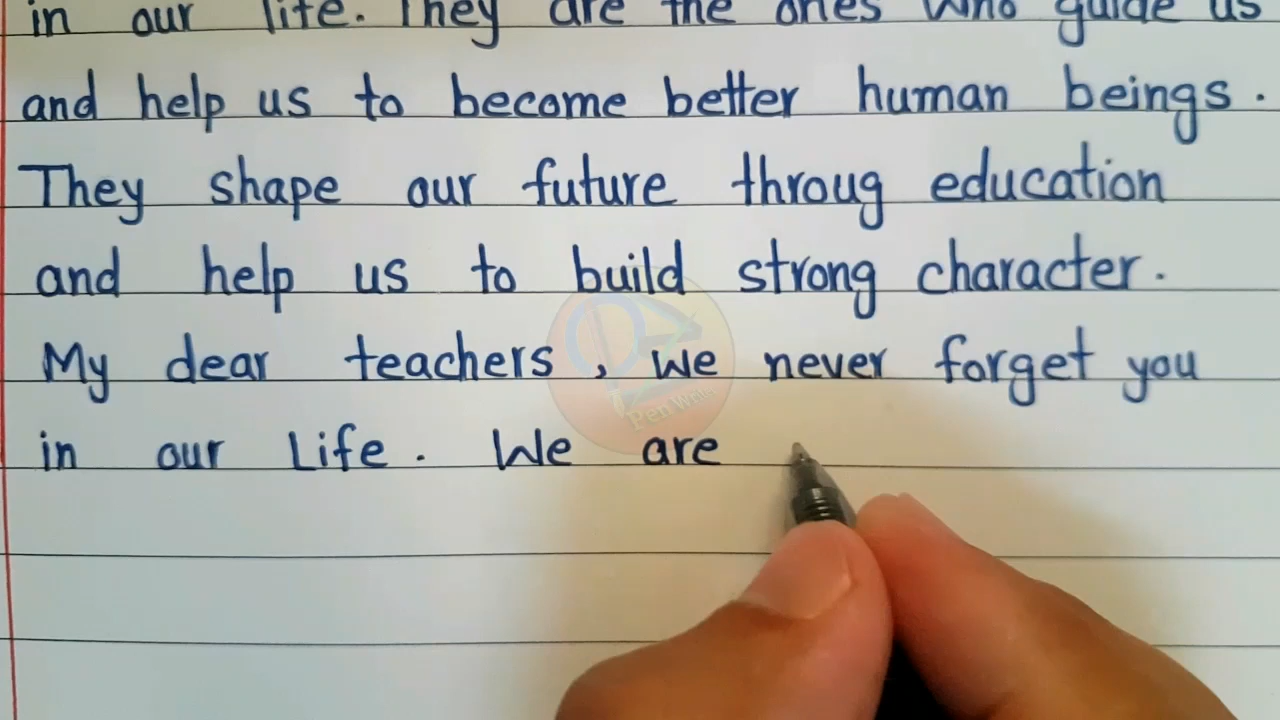 in our life. They are the ones who guide us
and help us to become better human beings.
They shape our future throug education
and help us to build strong character.
My dear teachers, we never forget you
in our Life. We are
Pen Water